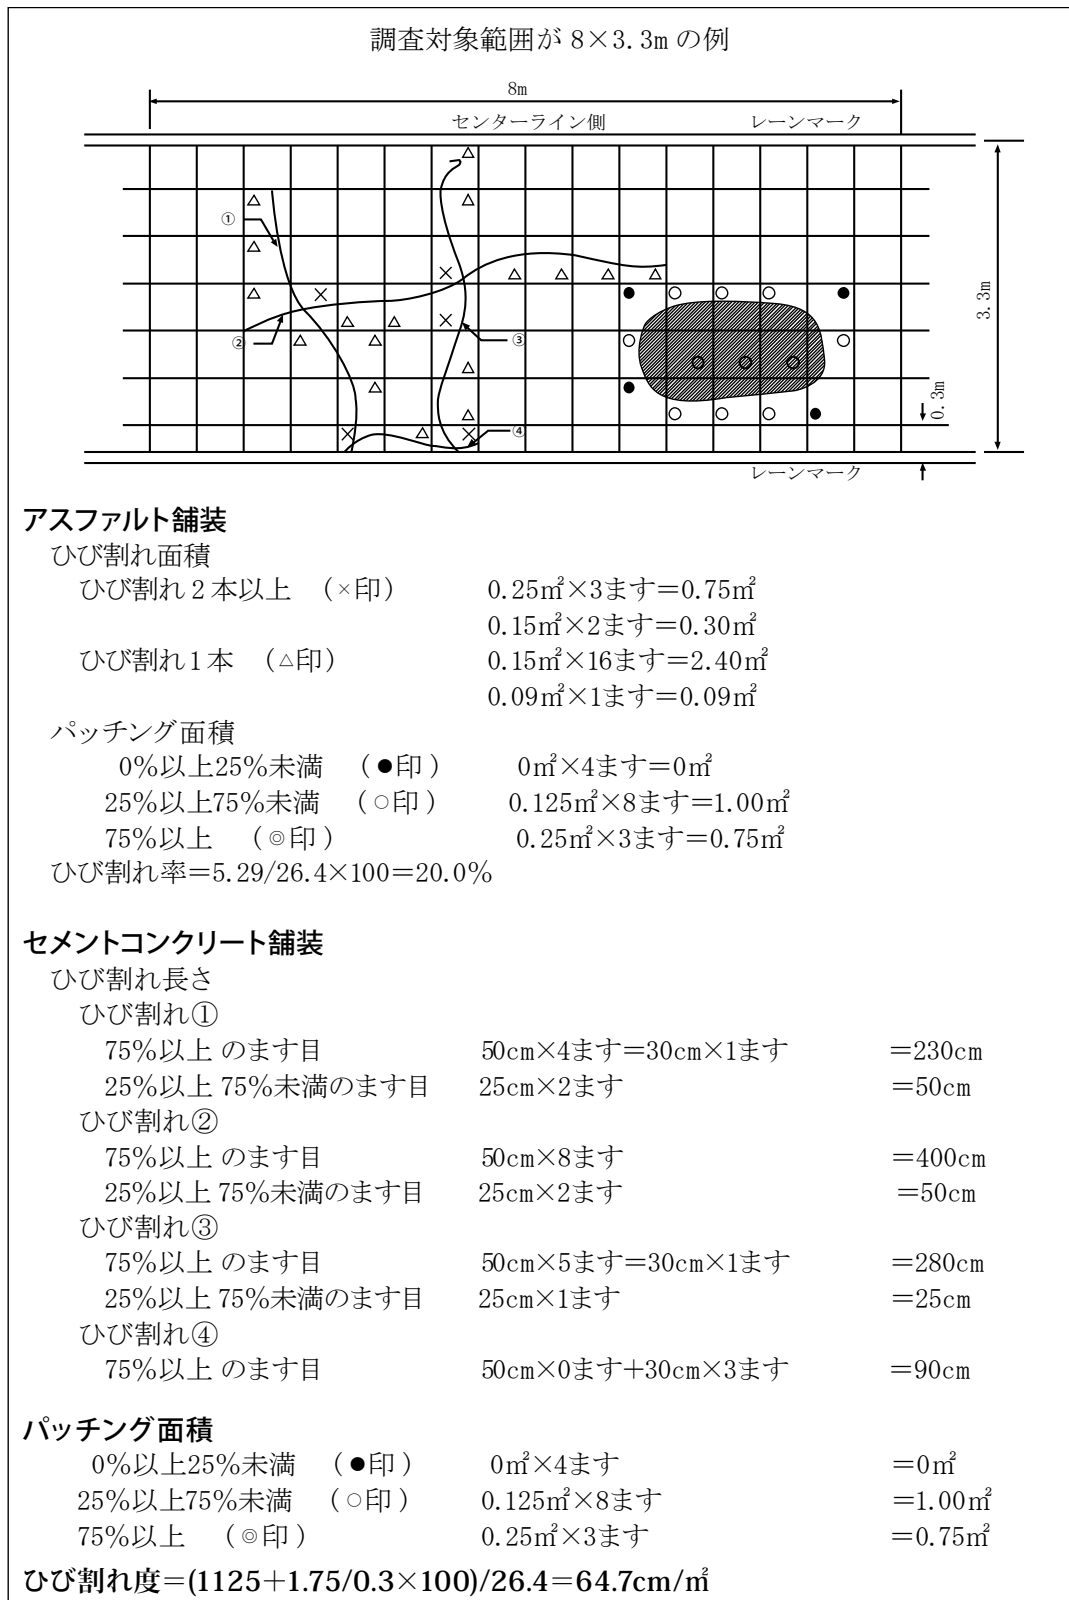 調査対象範囲が 8×3.3m の例
8m
センターライン側 レーンマーク
①
②
③
④
3.3m
0.3m
レーンマーク
アスファルト舗装
ひび割れ面積
ひび割れ2本以上 (×印) 0.25㎡×3ます=0.75㎡
0.15㎡×2ます=0.30㎡
ひび割れ1本 (△印) 0.15㎡×16ます=2.40㎡
0.09㎡×1ます=0.09㎡
パッチング面積
0%以上25%未満 (●印) 0㎡×4ます=0㎡
25%以上75%未満 (○印) 0.125㎡×8ます=1.00㎡
75%以上 (◎印) 0.25㎡×3ます=0.75㎡
ひび割れ率=5.29/26.4×100=20.0%
セメントコンクリート舗装
ひび割れ長さ
ひび割れ①
75%以上 のます目 50cm×4ます=30cm×1ます =230cm
25%以上 75%未満のます目 25cm×2ます =50cm
ひび割れ②
75%以上 のます目 50cm×8ます =400cm
25%以上 75%未満のます目 25cm×2ます =50cm
ひび割れ③
75%以上 のます目 50cm×5ます=30cm×1ます =280cm
25%以上 75%未満のます目 25cm×1ます =25cm
ひび割れ④
75%以上 のます目 50cm×0ます+30cm×3ます =90cm
パッチング面積
0%以上25%未満 (●印) 0㎡×4ます =0㎡
25%以上75%未満 (○印) 0.125㎡×8ます =1.00㎡
75%以上 (◎印) 0.25㎡×3ます =0.75㎡
ひび割れ度=(1125+1.75/0.3×100)/26.4=64.7cm/㎡